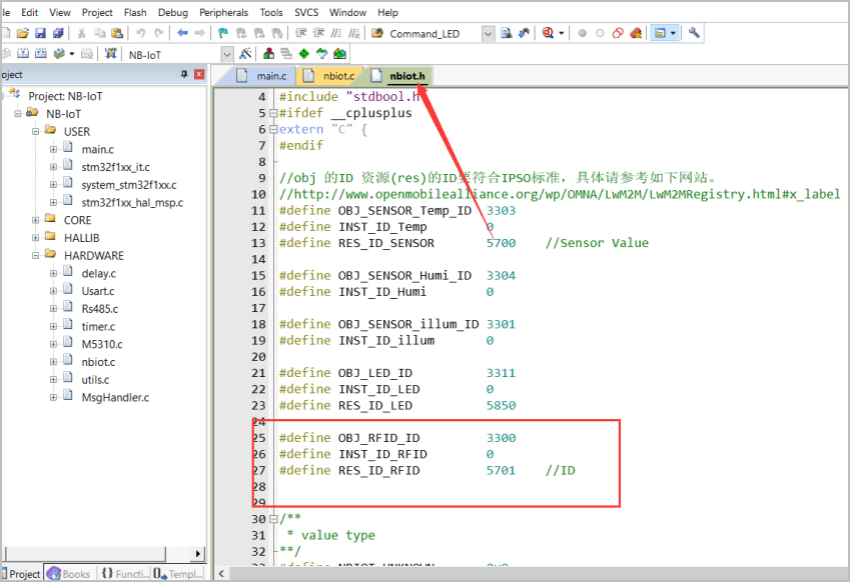 le Edit View Project Flash Debug Peripherals Tools SVCS Window Help
Command_LED
LOAD NB-IoT
oject
main.c nbiot.c nbiot.h
Project: NB-IoT
NB-IoT
USER
main.c
stm32f1xx_it.c
system_stm32f1xx.c
stm32f1xx_hal_msp.c
CORE
HALLIB
HARDWARE
delay.c
Usart.c
Rs485.c
timer.c
M5310.c
nbiot.c
utils.c
MsgHandler.c
Project Books {} Functi... Templ...
4 #include "stdbool.h
5 #ifdef __cplusplus
6 extern "C" {
7 #endif
8
9 //obj 的ID 资源(res)的ID要符合IPSO标准，具体请参考如下网站。
10 //http://www.openmobilealliance.org/wp/OMNA/LwM2M/LwM2MRegistry.html#x_label
11 #define OBJ_SENSOR_Temp_ID 3303
12 #define INST_ID_Temp 0
13 #define RES_ID_SENSOR 5700 //Sensor Value
14
15 #define OBJ_SENSOR_Humi_ID 3304
16 #define INST_ID_Humi 0
17
18 #define OBJ_SENSOR_illum_ID 3301
19 #define INST_ID_illum 0
20
21 #define OBJ_LED_ID 3311
22 #define INST_ID_LED 0
23 #define RES_ID_LED 5850
24
25 #define OBJ_RFID_ID 3300
26 #define INST_ID_RFID 0
27 #define RES_ID_RFID 5701 //ID
28
29
30 /**
31 * value type
32 **/